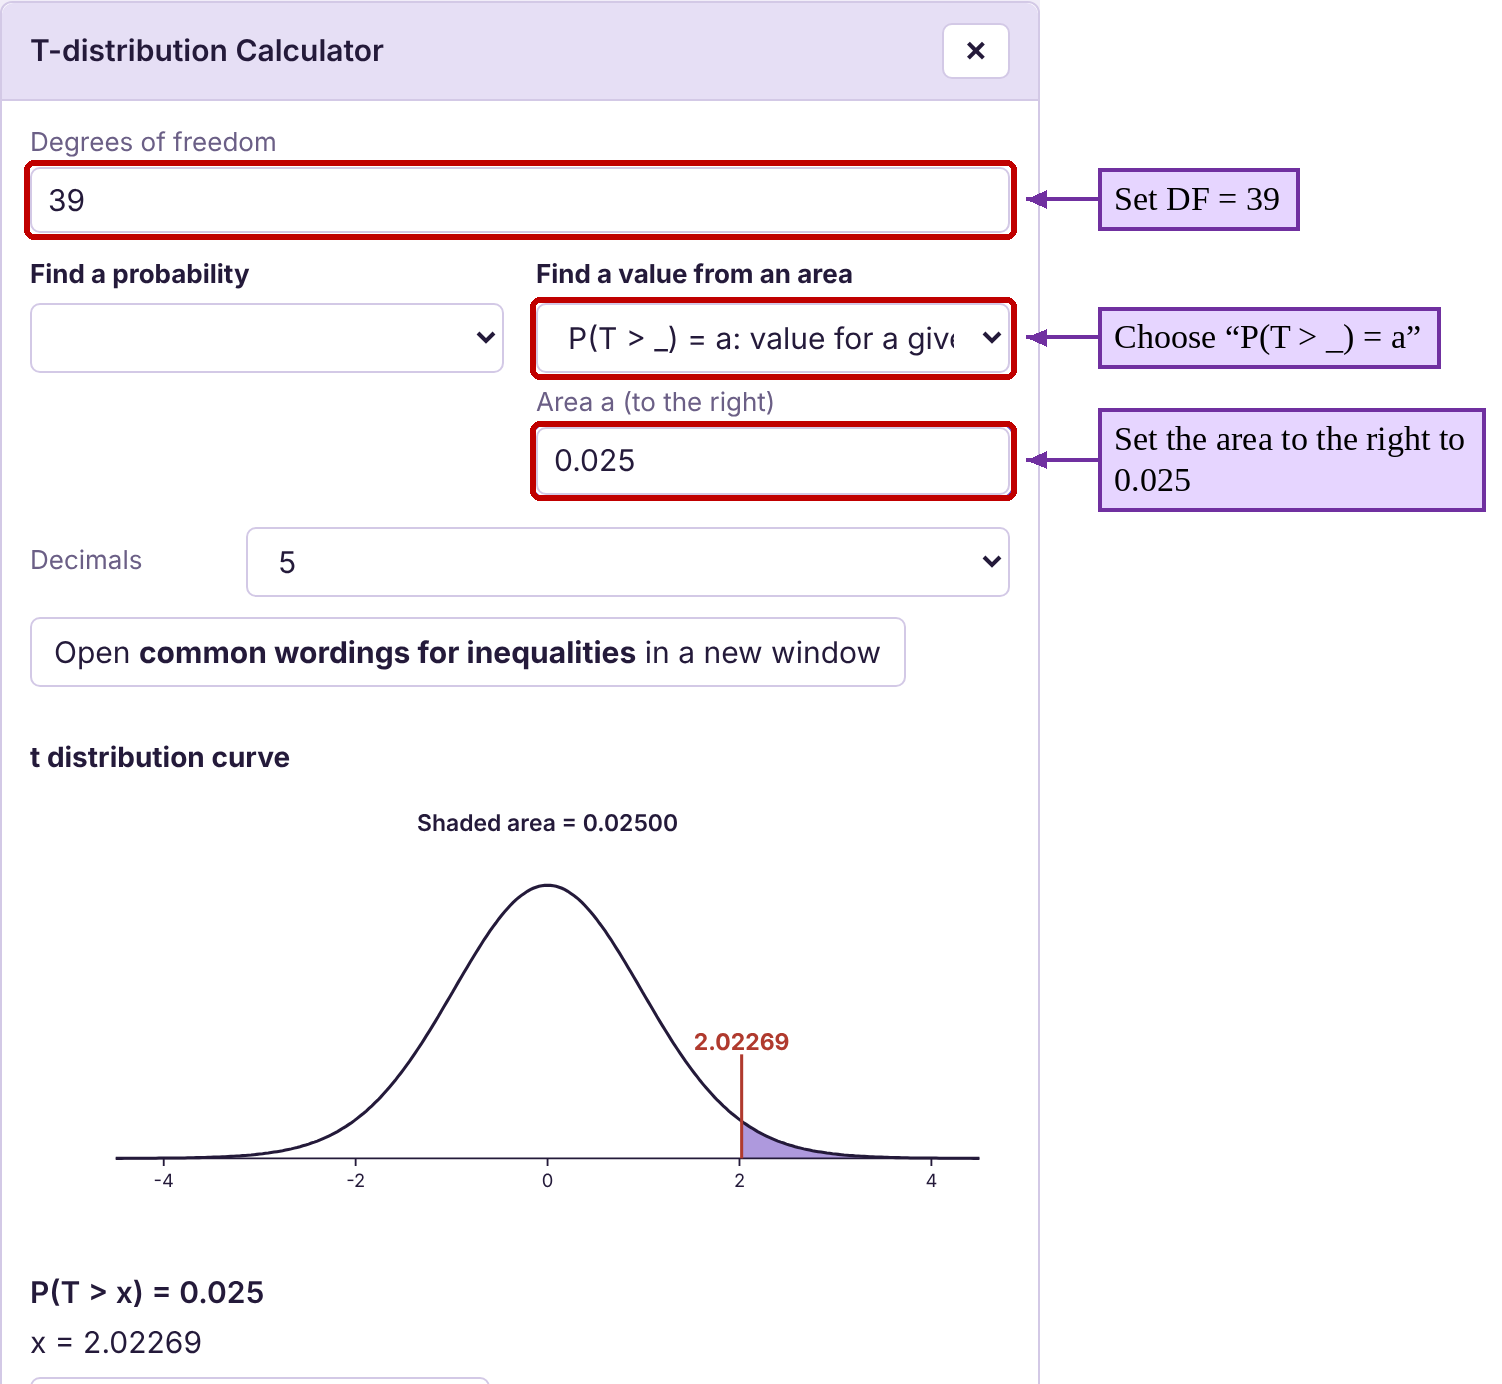 T-distribution Calculator
×
Degrees of freedom
39
Set DF = 39
Find a probability
Find a value from an area
P(T > _) = a: value for a give
Choose “P(T > _) = a”
Area a (to the right)
0.025
Set the area to the right to
0.025
Decimals
5
Open common wordings for inequalities in a new window
t distribution curve
Shaded area = 0.02500
2.02269
-4 -2 0 2 4
P(T > x) = 0.025
x = 2.02269